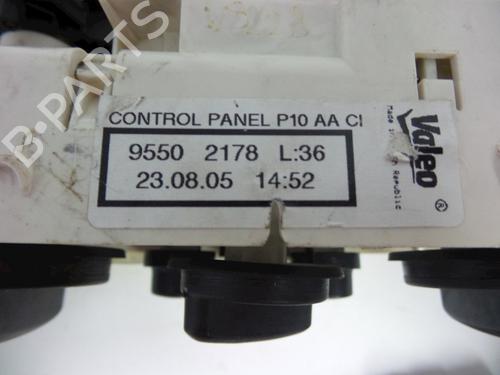 CONTROL PANEL P10 AA CI
9550 2178 L:36
23.08.05 14:52
Valeo ®
B-PARTS